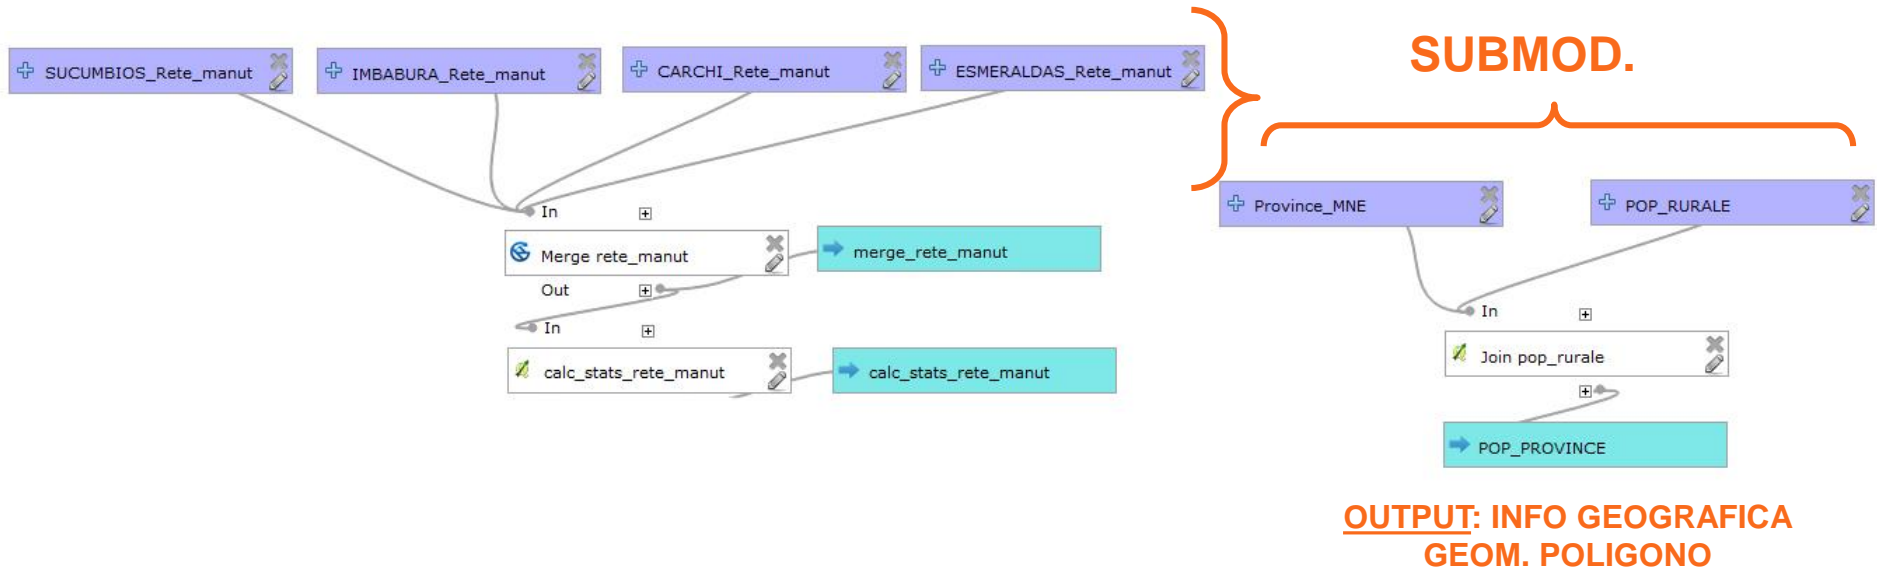 SUCUMBIOS_Rete_manut
IMBABURA_Rete_manut
CARCHI_Rete_manut
ESMERALDAS_Rete_manut
In
Merge rete_manut
merge_rete_manut
Out
In
calc_stats_rete_manut
calc_stats_rete_manut
SUBMOD.
Province_MNE
POP_RURALE
In
Join pop_rurale
POP_PROVINCE
OUTPUT: INFO GEOGRAFICA
GEOM. POLIGONO